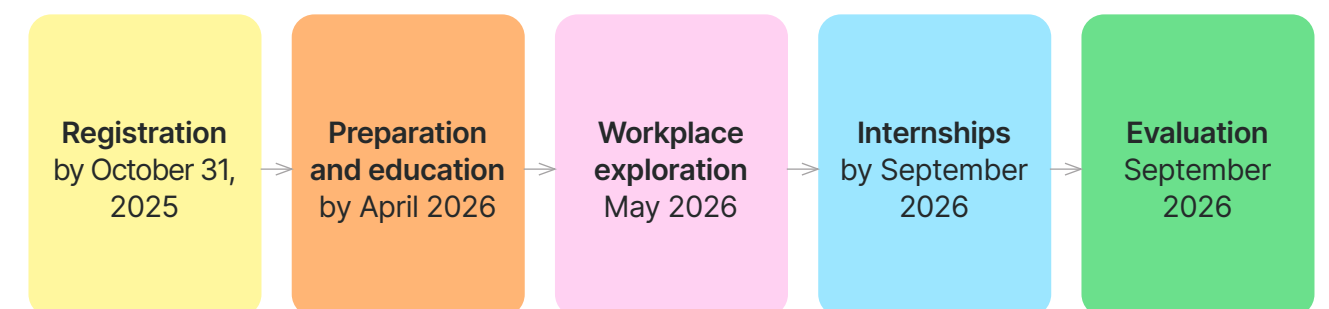 Registration
by October 31,
2025
Preparation
and education
by April 2026
Workplace
exploration
May 2026
Internships
by September
2026
Evaluation
September
2026